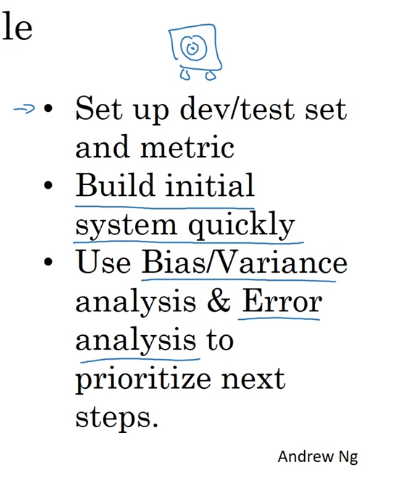 le
→ • Set up dev/test set
and metric
• Build initial
system quickly
• Use Bias/Variance
analysis & Error
analysis to
prioritize next
steps.
Andrew Ng